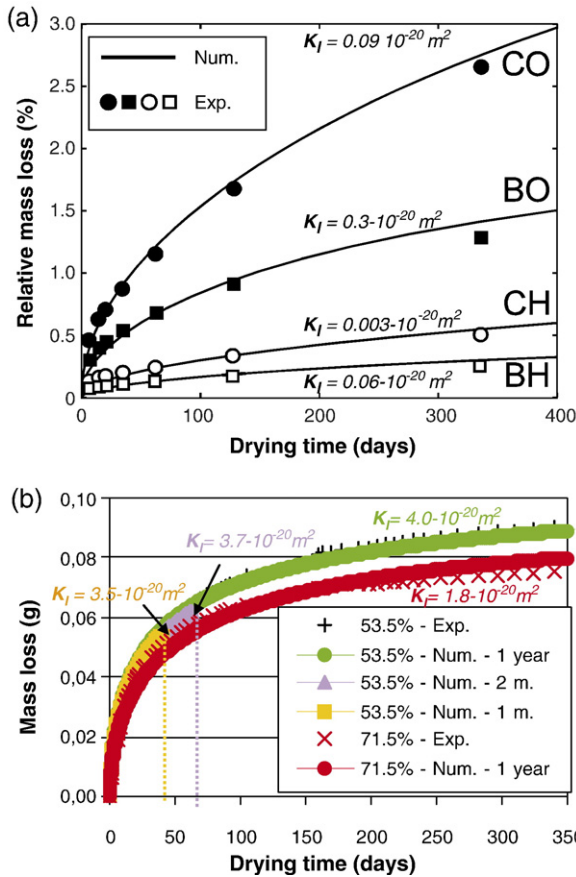 (a)
K_l = 0.09 10^-20 m^2
CO
Num.
Exp.
BO
K_l = 0.3-10^-20 m^2
CH
K_l = 0.003-10^-20 m^2
BH
K_l = 0.06-10^-20 m^2
3.0
2.5
2.0
1.5
1.0
0.5
0
Relative mass loss (%)
0 100 200 300 400
Drying time (days)
(b)
0,10
0,08
0,06
0,04
0,02
0,00
Mass loss (g)
K_l= 4.0-10^-20 m^2
K_l= 3.7-10^-20 m^2
K_l= 3.5-10^-20 m^2
K_l= 1.8-10^-20 m^2
53.5% - Exp.
53.5% - Num. - 1 year
53.5% - Num. - 2 m.
53.5% - Num. - 1 m.
71.5% - Exp.
71.5% - Num. - 1 year
0 50 100 150 200 250 300 350
Drying time (days)